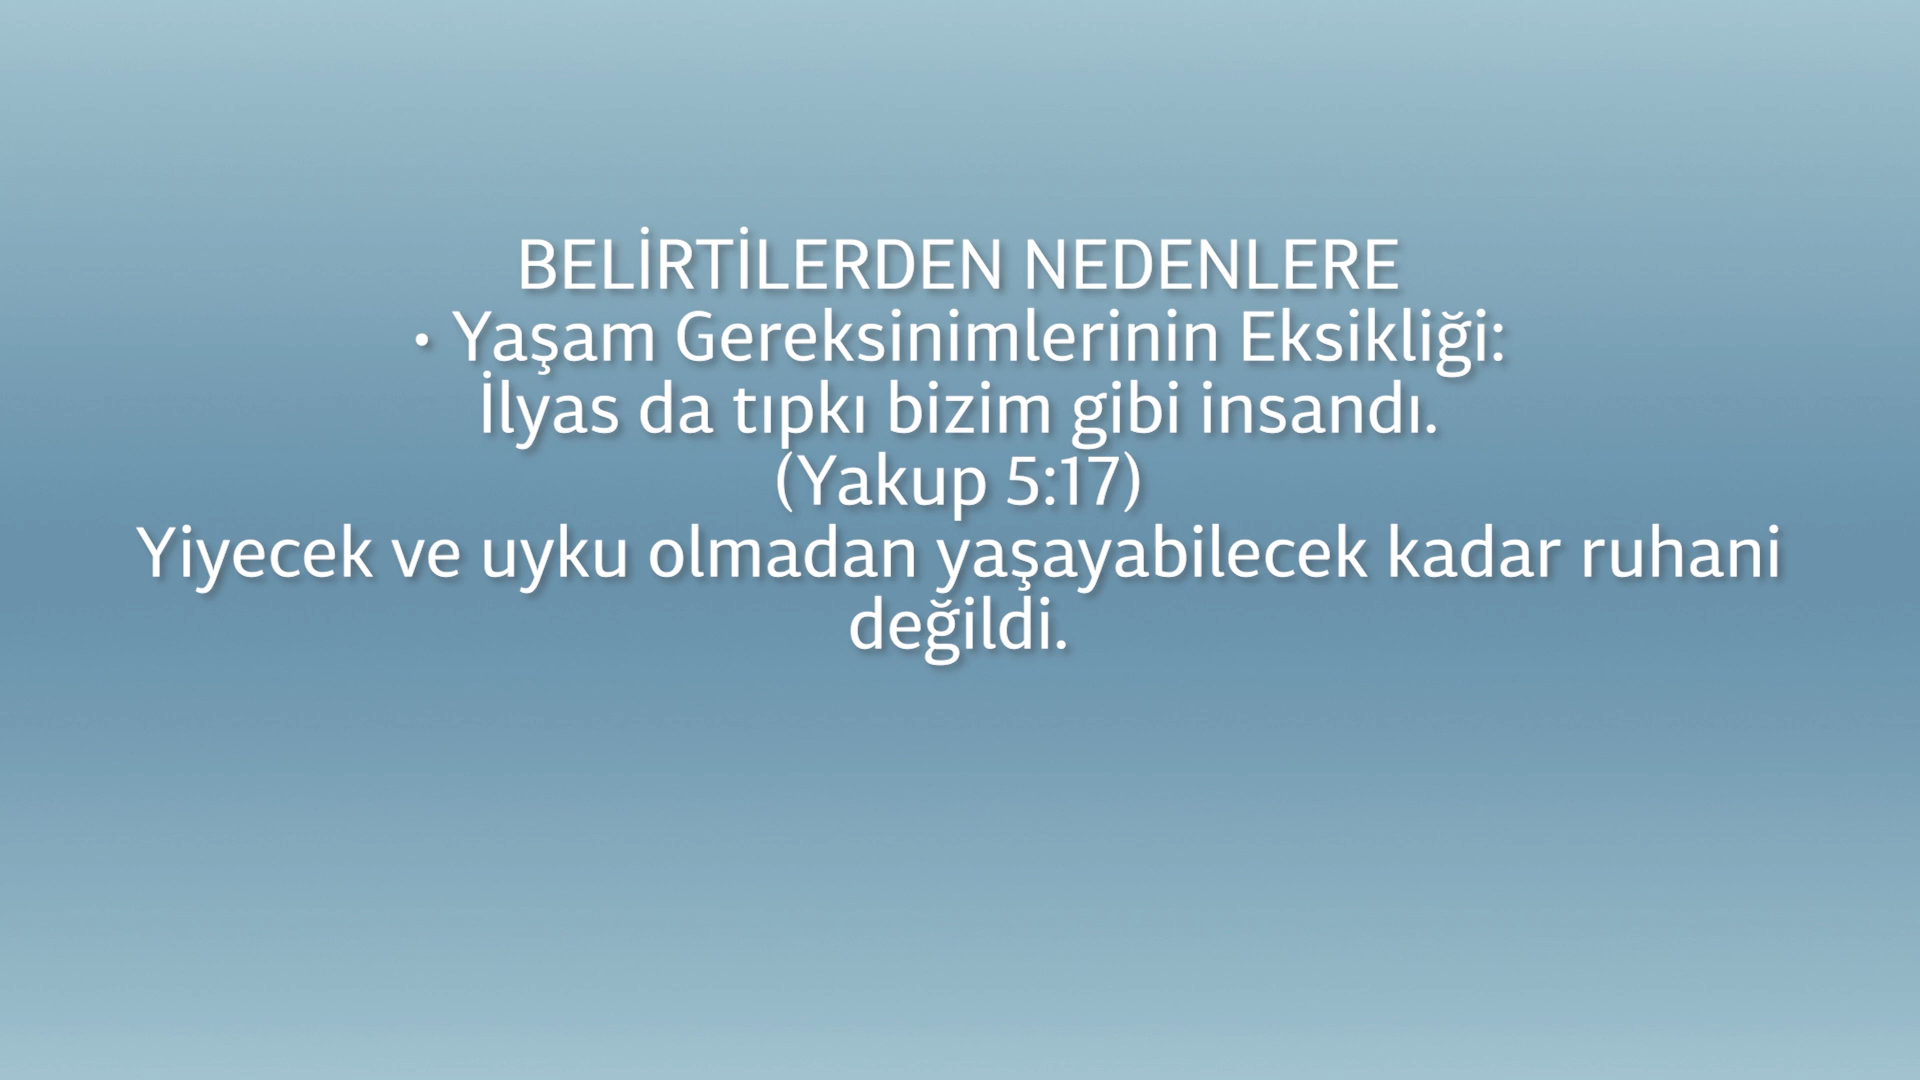 BELİRTİLERDEN NEDENLERE
• Yaşam Gereksinimlerinin Eksikliği:
İlyas da tıpkı bizim gibi insandı.
(Yakup 5:17)
Yiyecek ve uyku olmadan yaşayabilecek kadar ruhani
değildi.